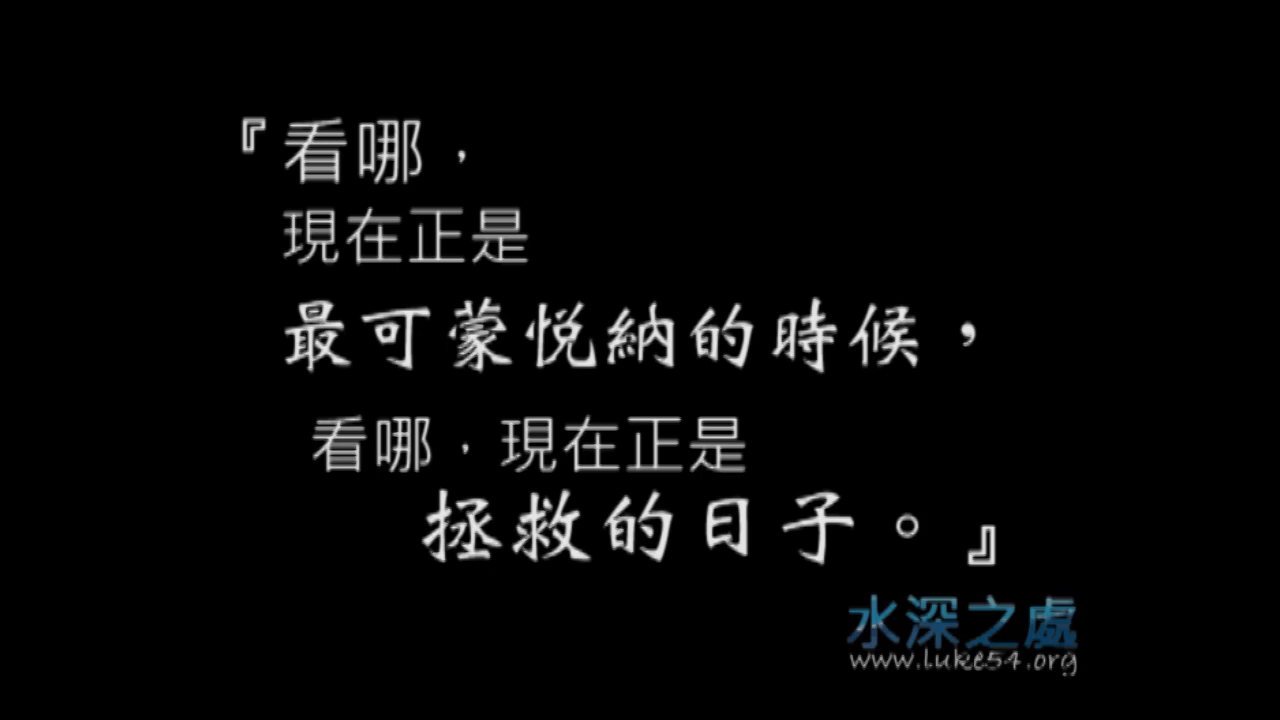 『看哪，
現在正是
最可蒙悅納的時候，
看哪，現在正是
拯救的日子。』
水深之處
www.luke54.org